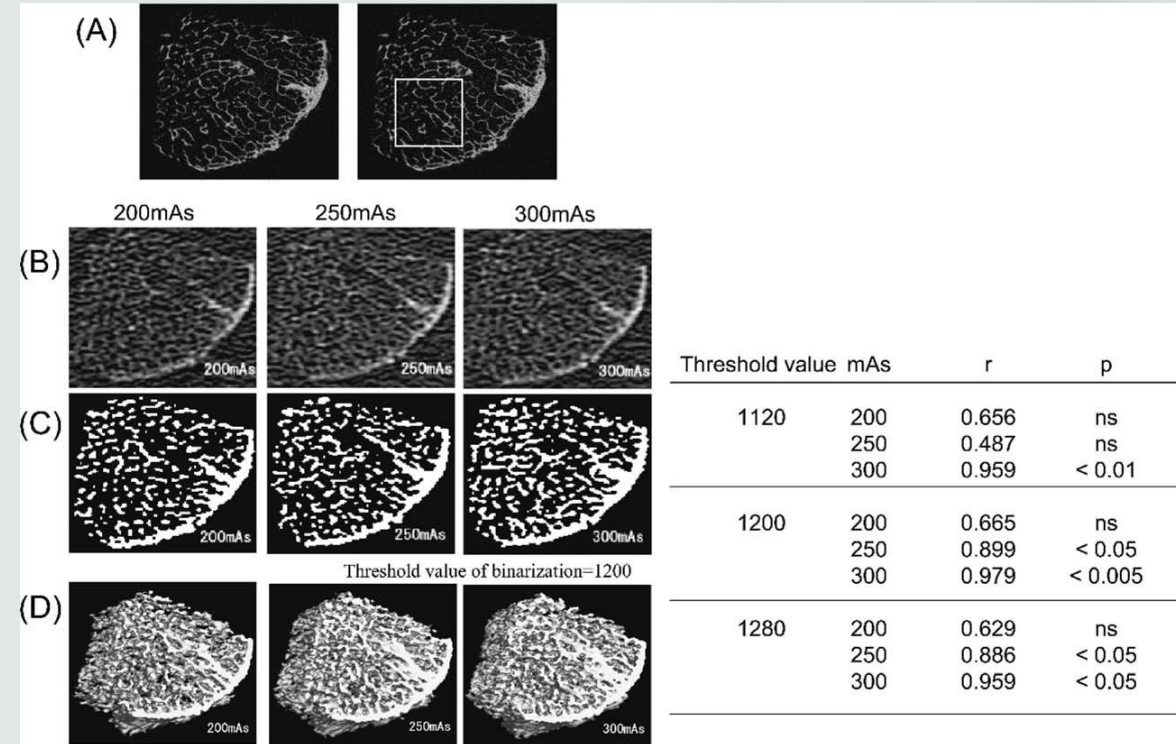 (A)
200mAs 250mAs 300mAs
(B)
200mAs 250mAs 300mAs
(C)
200mAs 250mAs 300mAs
Threshold value of binarization=1200
(D)
200mAs 250mAs 300mAs
Threshold value mAs r p
1120 200 0.656 ns
250 0.487 ns
300 0.959 < 0.01
1200 200 0.665 ns
250 0.899 < 0.05
300 0.979 < 0.005
1280 200 0.629 ns
250 0.886 < 0.05
300 0.959 < 0.05